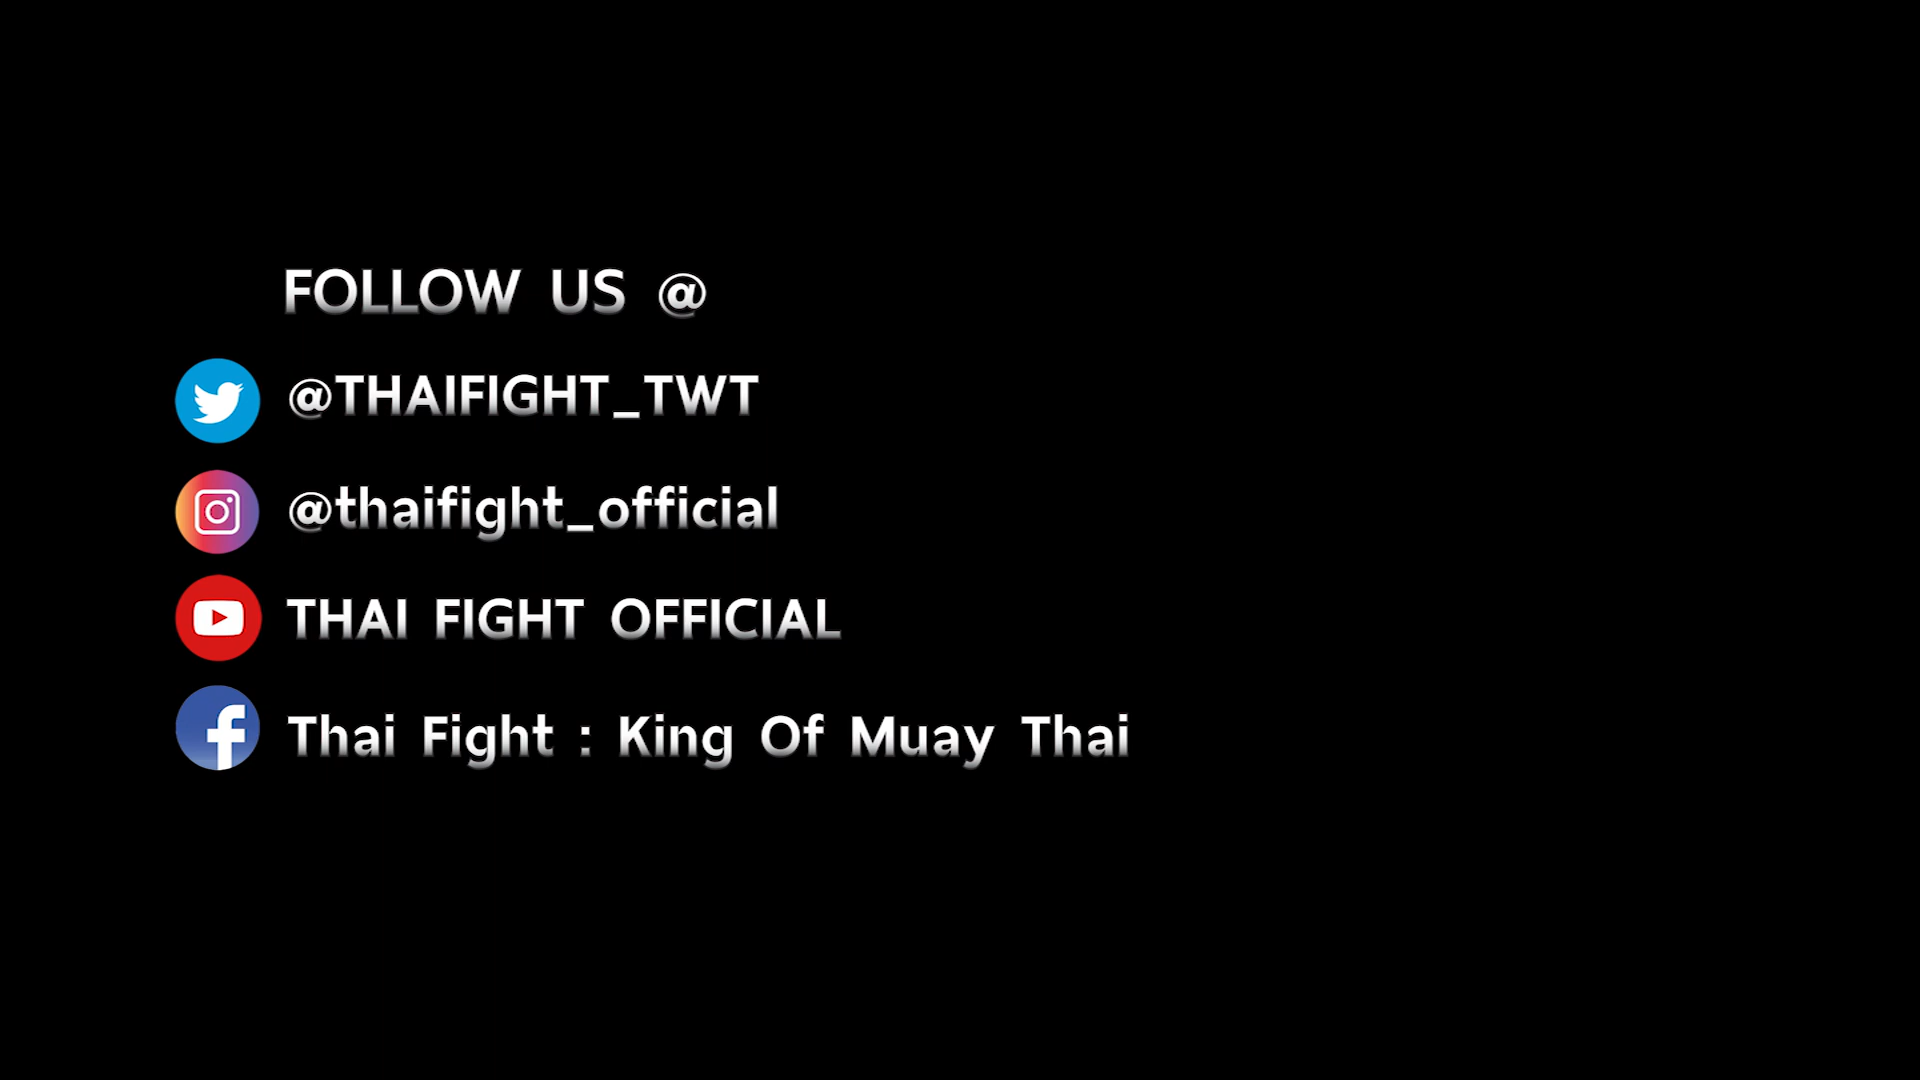 FOLLOW US @
@THAIFIGHT_TWT
@thaifight_official
THAI FIGHT OFFICIAL
Thai Fight : King Of Muay Thai